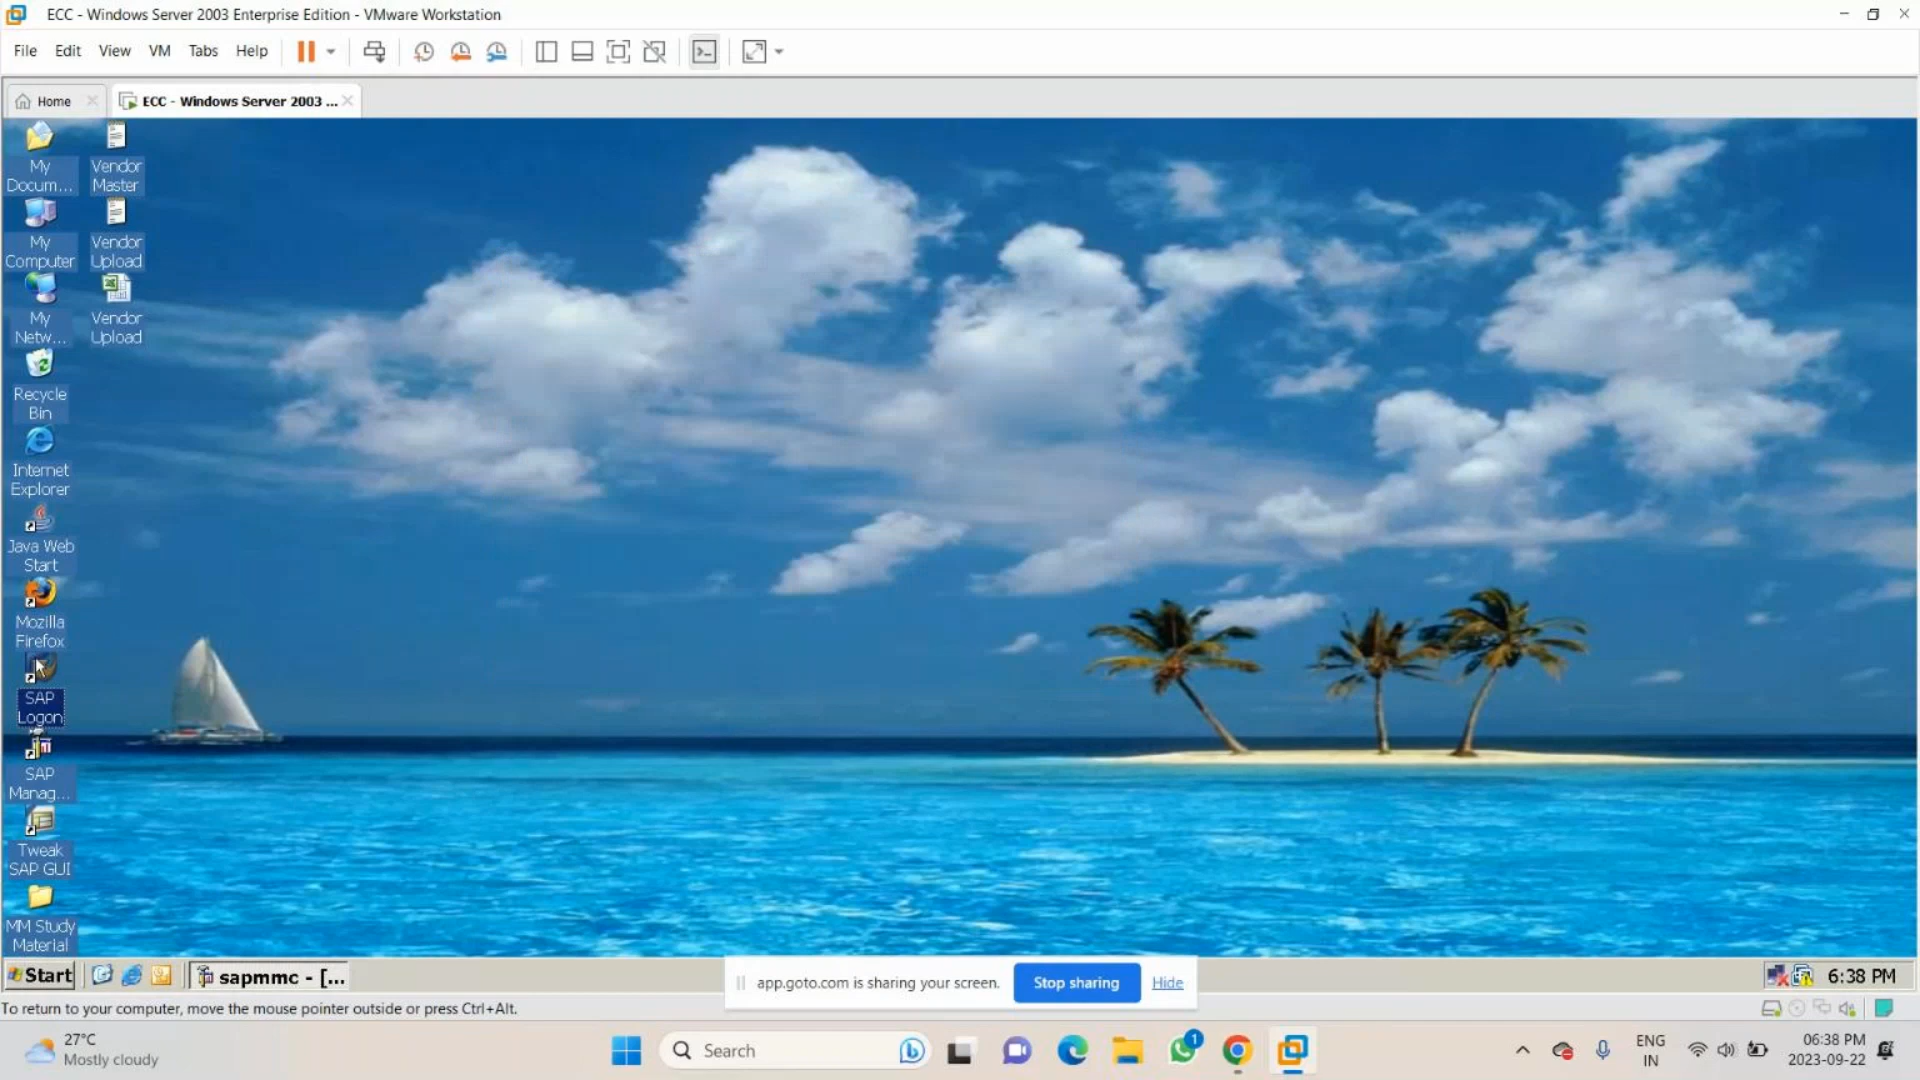 ECC - Windows Server 2003 Enterprise Edition - VMware Workstation
File Edit View VM Tabs Help
Home
ECC - Windows Server 2003 ...
My
Docum...
Vendor
Master
My
Computer
Vendor
Upload
My
Netw...
Vendor
Upload
Recycle
Bin
Internet
Explorer
Java Web
Start
Mozilla
Firefox
SAP
Logon
SAP
Manag...
Tweak
SAP GUI
MM Study
Material
Start
sapmmc - [...
app.goto.com is sharing your screen.
Stop sharing
Hide
6:38 PM
To return to your computer, move the mouse pointer outside or press Ctrl+Alt.
27°C
Mostly cloudy
Search
1
ENG
IN
06:38 PM
2023-09-22